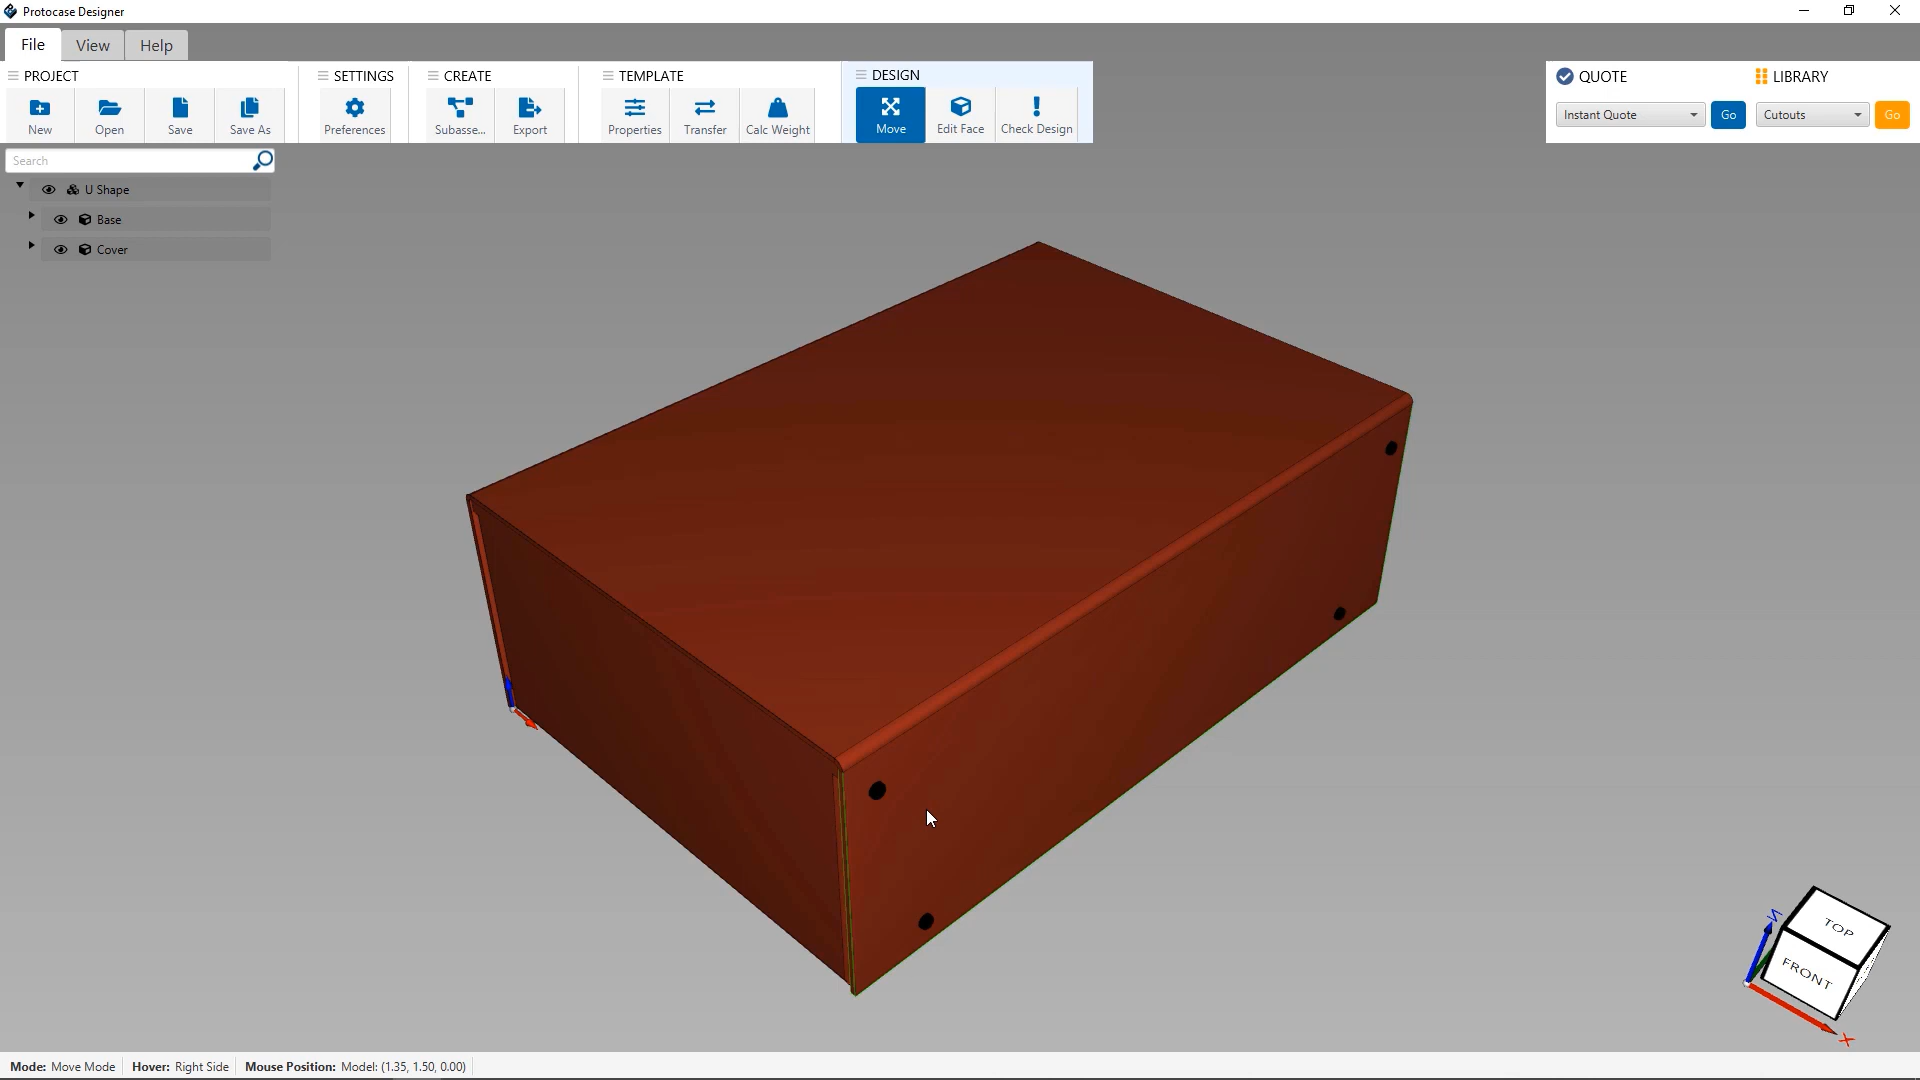 Protocase Designer
File View Help
PROJECT SETTINGS CREATE TEMPLATE DESIGN QUOTE LIBRARY
New Open Save Save As Preferences Subasse... Export Properties Transfer Calc Weight Move Edit Face Check Design Instant Quote Go Cutouts Go
Search
U Shape
Base
Cover
TOP
FRONT
Z
X
Mode: Move Mode Hover: Right Side Mouse Position: Model: (1.35, 1.50, 0.00)